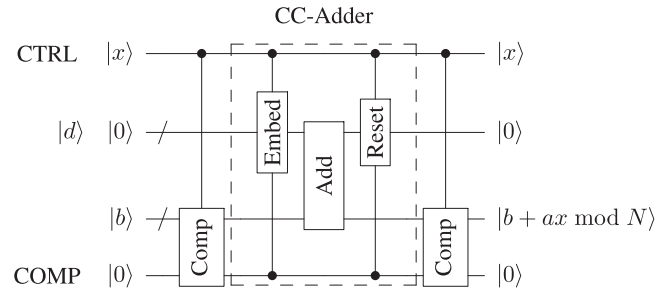 CC-Adder
CTRL |x⟩ |x⟩
|d⟩ |0⟩ Embed Add Reset |0⟩
|b⟩ Comp Comp |b + ax mod N⟩
COMP |0⟩ |0⟩